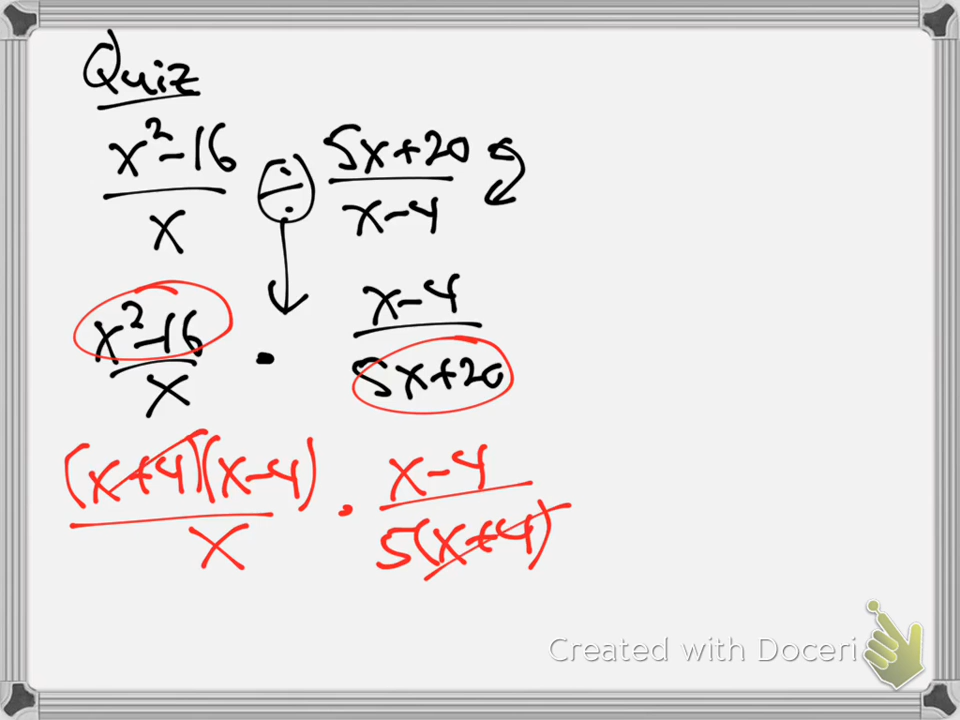 Quiz
x²-16 / x ÷ 5x+20 / x-4
x²-16 / x · x-4 / 5x+20
(x+4)(x-4) / x · x-4 / 5(x+4)
Created with Doceri